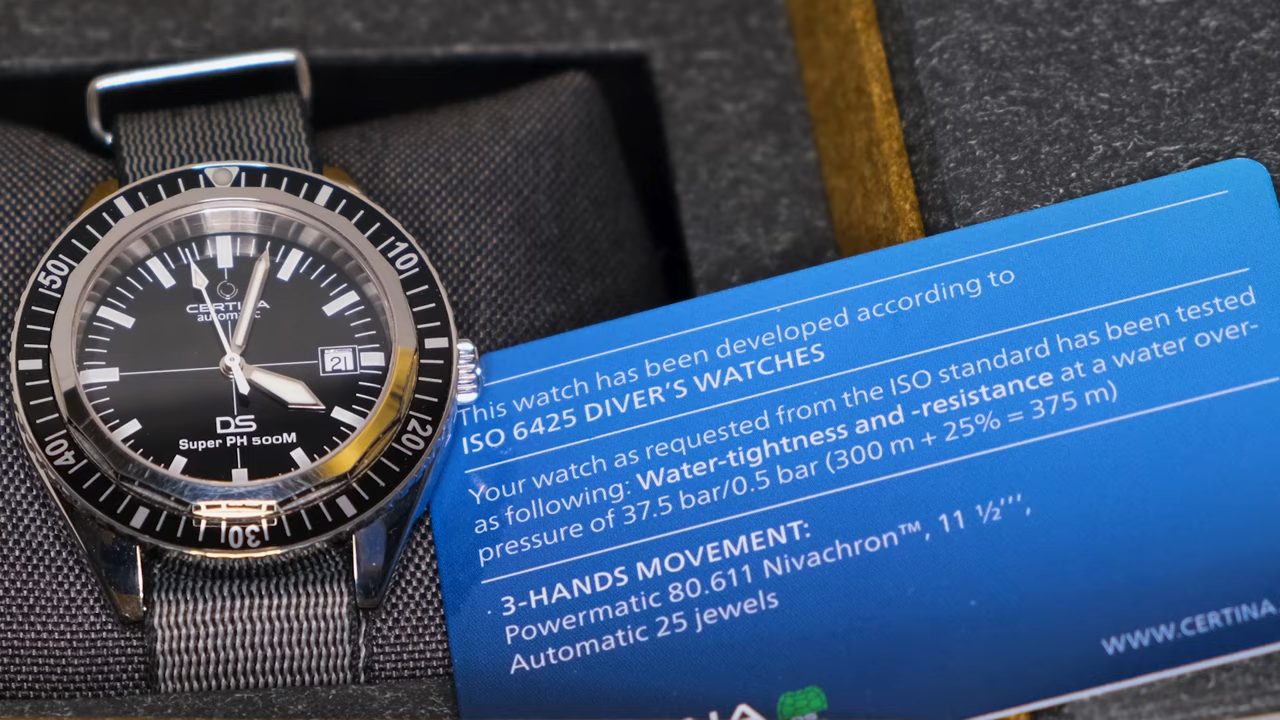 10
20
30
40
50
CERTINA
automatic
21
DS
Super PH 500M
This watch has been developed according to
ISO 6425 DIVER'S WATCHES
Your watch as requested from the ISO standard has been tested
as following: Water-tightness and -resistance at a water over-
pressure of 37.5 bar/0.5 bar (300 m + 25% = 375 m)
· 3-HANDS MOVEMENT:
Powermatic 80.611 Nivachron™, 11 ½''',
Automatic 25 jewels
WWW.CERTINA